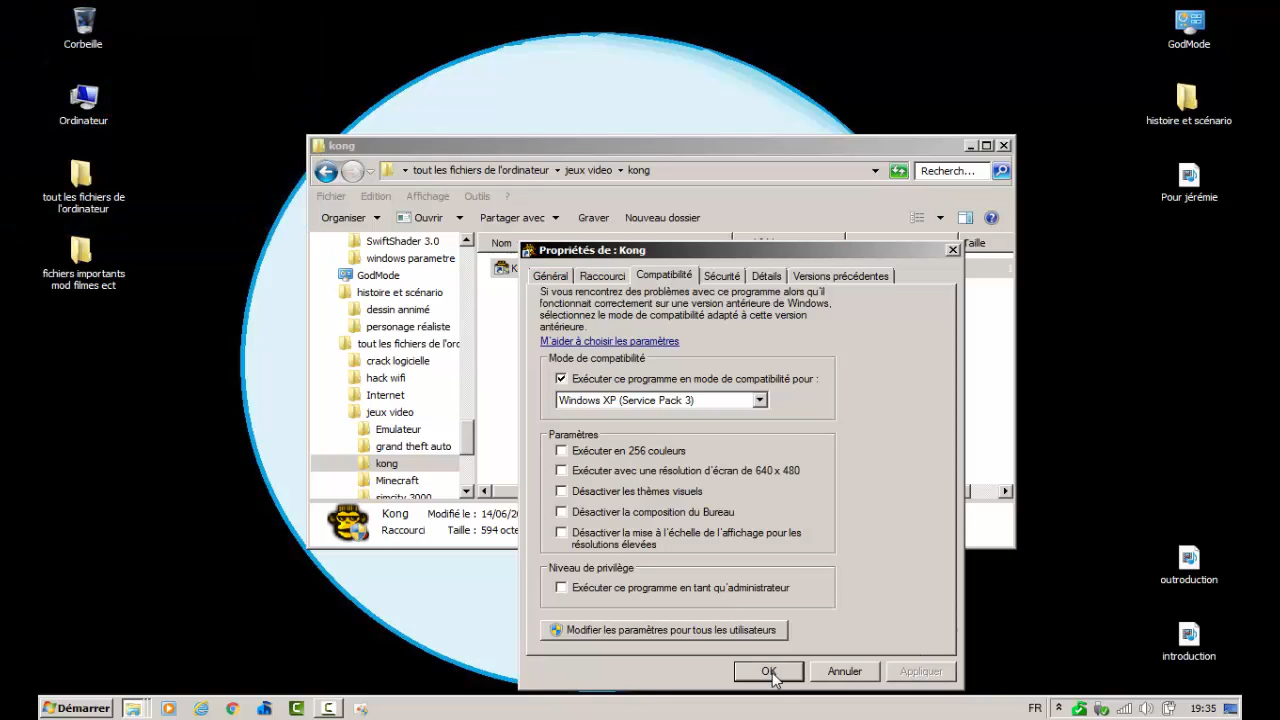 Corbeille
Ordinateur
tout les fichiers de
l'ordinateur
fichiers importants
mod filmes ect
GodMode
histoire et scénario
Pour jérémie
outroduction
introduction
kong
tout les fichiers de l'ordinateur
jeux video
kong
Recherch...
Fichier
Edition
Affichage
Outils
?
Organiser
Ouvrir
Partager avec
Graver
Nouveau dossier
SwiftShader 3.0
windows parametre
GodMode
histoire et scénario
dessin annimé
personage réaliste
tout les fichiers de l'orc
crack logicielle
hack wifi
Internet
jeux video
Emulateur
grand theft auto
kong
Minecraft
simcity 3000
Nom
Taille
K
Kong
Modifié le : 14/06/20
Raccourci
Taille : 594 octe
Propriétés de : Kong
Général
Raccourci
Compatibilité
Sécurité
Détails
Versions précédentes
Si vous rencontrez des problèmes avec ce programme alors qu'il
fonctionnait correctement sur une version antérieure de Windows,
sélectionnez le mode de compatibilité adapté à cette version
antérieure.
M'aider à choisir les paramètres
Mode de compatibilité
Exécuter ce programme en mode de compatibilité pour :
Windows XP (Service Pack 3)
Paramètres
Exécuter en 256 couleurs
Exécuter avec une résolution d'écran de 640 x 480
Désactiver les thèmes visuels
Désactiver la composition du Bureau
Désactiver la mise à l'échelle de l'affichage pour les
résolutions élevées
Niveau de privilège
Exécuter ce programme en tant qu'administrateur
Modifier les paramètres pour tous les utilisateurs
OK
Annuler
Appliquer
Démarrer
FR
19:35